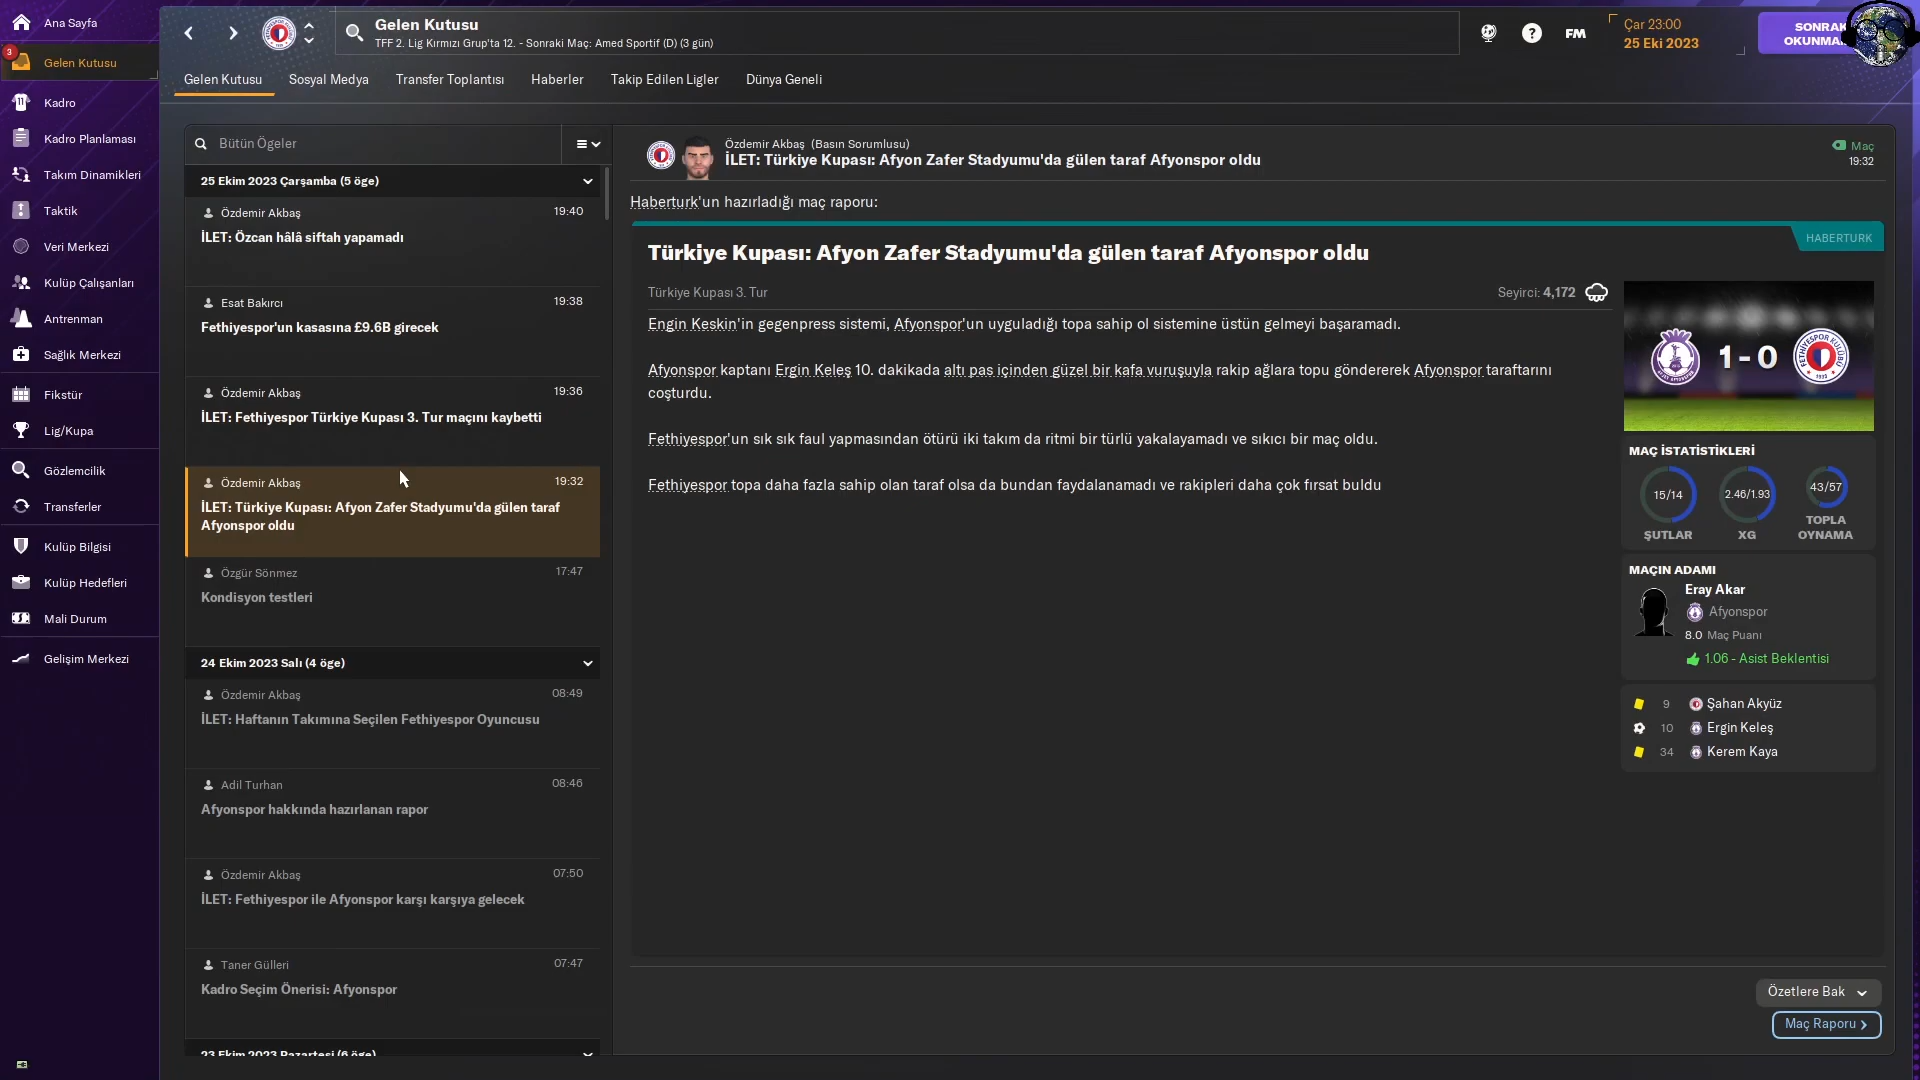 Ana Sayfa
3
Gelen Kutusu
Kadro
Kadro Planlaması
Takım Dinamikleri
Taktik
Veri Merkezi
Kulüp Çalışanları
Antrenman
Sağlık Merkezi
Fikstür
Lig/Kupa
Gözlemcilik
Transferler
Kulüp Bilgisi
Kulüp Hedefleri
Mali Durum
Gelişim Merkezi
Gelen Kutusu
TFF 2. Lig Kırmızı Grup'ta 12. - Sonraki Maç: Amed Sportif (D) (3 gün)
?
FM
Çar 23:00
25 Eki 2023
Gelen Kutusu
Sosyal Medya
Transfer Toplantısı
Haberler
Takip Edilen Ligler
Dünya Geneli
Bütün Ögeler
25 Ekim 2023 Çarşamba (5 öge)
Özdemir Akbaş 19:40
İLET: Özcan hâlâ siftah yapamadı
Esat Bakırcı 19:38
Fethiyespor'un kasasına £9.6B girecek
Özdemir Akbaş 19:36
İLET: Fethiyespor Türkiye Kupası 3. Tur maçını kaybetti
Özdemir Akbaş 19:32
İLET: Türkiye Kupası: Afyon Zafer Stadyumu'da gülen taraf
Afyonspor oldu
Özgür Sönmez 17:47
Kondisyon testleri
24 Ekim 2023 Salı (4 öge)
Özdemir Akbaş 08:49
İLET: Haftanın Takımına Seçilen Fethiyespor Oyuncusu
Adil Turhan 08:46
Afyonspor hakkında hazırlanan rapor
Özdemir Akbaş 07:50
İLET: Fethiyespor ile Afyonspor karşı karşıya gelecek
Taner Gülleri 07:47
Kadro Seçim Önerisi: Afyonspor
23 Ekim 2023 Pazartesi (6 öge)
Özdemir Akbaş (Basın Sorumlusu)
İLET: Türkiye Kupası: Afyon Zafer Stadyumu'da gülen taraf Afyonspor oldu
Maç
19:32
Haberturk'un hazırladığı maç raporu:
HABERTURK
Türkiye Kupası: Afyon Zafer Stadyumu'da gülen taraf Afyonspor oldu
Türkiye Kupası 3. Tur
Seyirci: 4,172
Engin Keskin'in gegenpress sistemi, Afyonspor'un uyguladığı topa sahip ol sistemine üstün gelmeyi başaramadı.
Afyonspor kaptanı Ergin Keleş 10. dakikada altı pas içinden güzel bir kafa vuruşuyla rakip ağlara topu göndererek Afyonspor taraftarını
coşturdu.
Fethiyespor'un sık sık faul yapmasından ötürü iki takım da ritmi bir türlü yakalayamadı ve sıkıcı bir maç oldu.
Fethiyespor topa daha fazla sahip olan taraf olsa da bundan faydalanamadı ve rakipleri daha çok fırsat buldu
1 - 0
MAÇ İSTATİSTİKLERİ
15/14
2.46/1.93
43/57
ŞUTLAR
XG
TOPLA
OYNAMA
MAÇIN ADAMI
Eray Akar
Afyonspor
8.0 Maç Puanı
1.06 - Asist Beklentisi
9 Şahan Akyüz
10 Ergin Keleş
34 Kerem Kaya
Özetlere Bak
Maç Raporu